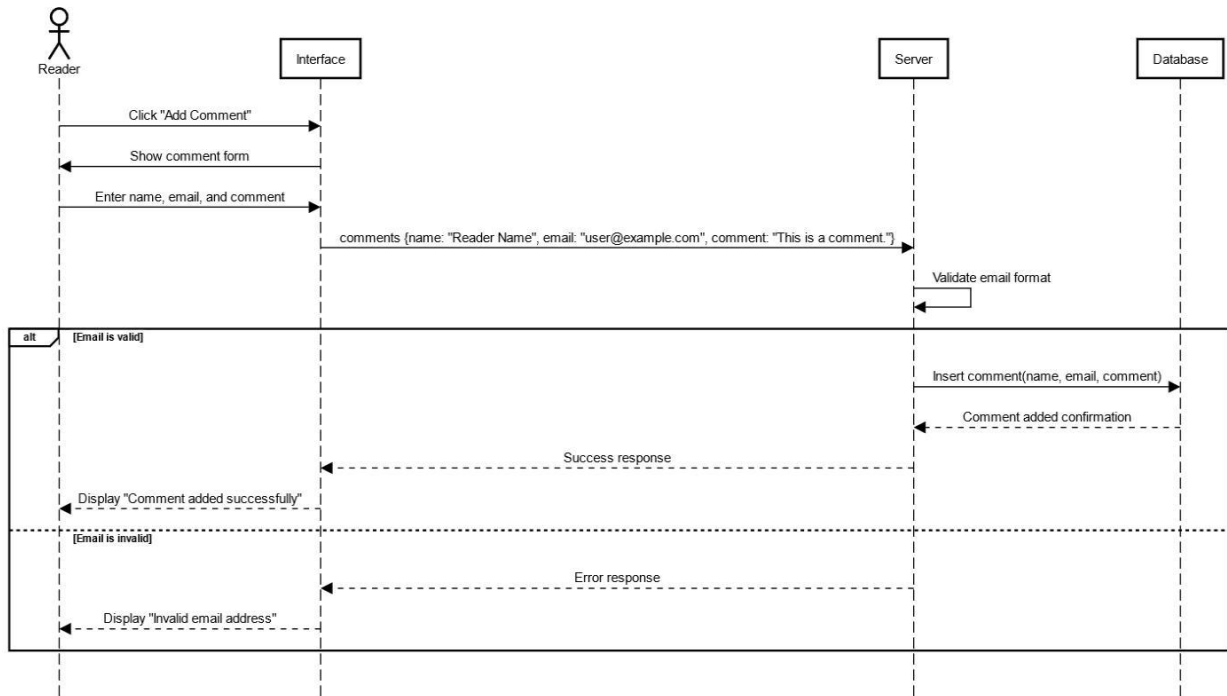 Reader
Interface
Server
Database
Click "Add Comment"
Show comment form
Enter name, email, and comment
comments {name: "Reader Name", email: "user@example.com", comment: "This is a comment."}
Validate email format
alt
[Email is valid]
Insert comment(name, email, comment)
Comment added confirmation
Success response
Display "Comment added successfully"
[Email is invalid]
Error response
Display "Invalid email address"